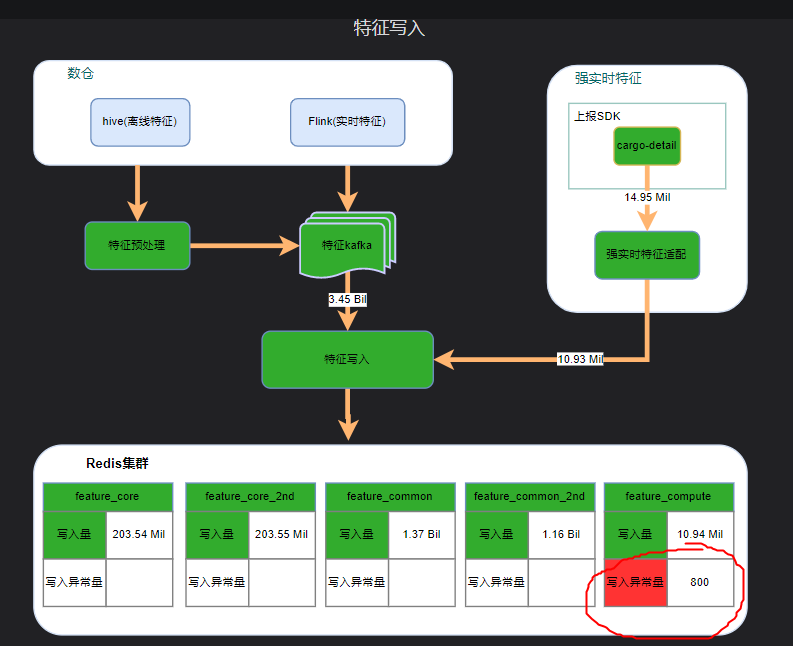 特征写入
数仓
hive(离线特征)
Flink(实时特征)
强实时特征
上报SDK
cargo-detail
14.95 Mil
特征预处理
特征kafka
强实时特征适配
3.45 Bil
特征写入
10.93 Mil
Redis集群
feature_core
写入量
203.54 Mil
写入异常量
feature_core_2nd
写入量
203.55 Mil
写入异常量
feature_common
写入量
1.37 Bil
写入异常量
feature_common_2nd
写入量
1.16 Bil
写入异常量
feature_compute
写入量
10.94 Mil
写入异常量
800